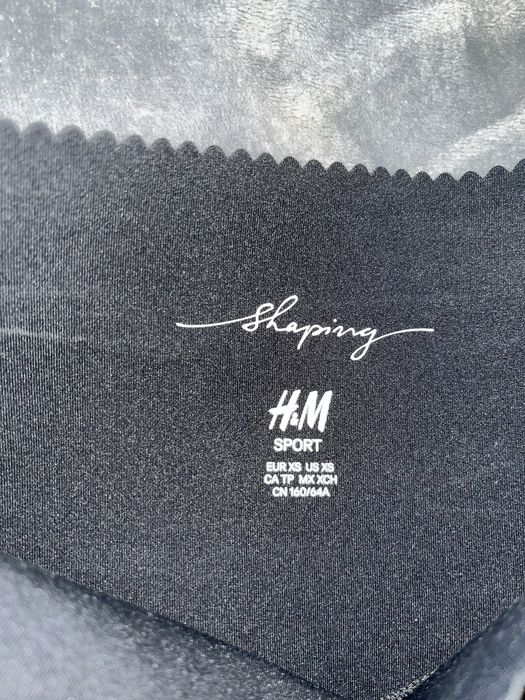 Shaping
H&M
SPORT
EUR XS US XS
CA TP MX XCH
CN 160/64A